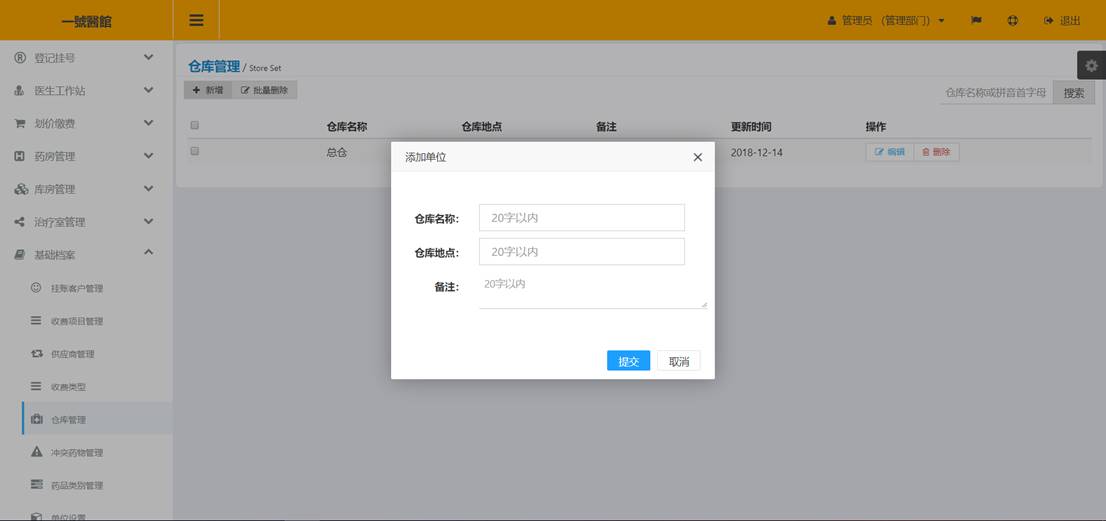 一號醫館
管理员 （管理部门）
退出
登记挂号
医生工作站
划价缴费
药房管理
库房管理
治疗室管理
基础档案
挂账客户管理
收费项目管理
供应商管理
收费类型
仓库管理
冲突药物管理
药品类别管理
单位设置
仓库管理 / Store Set
新增
批量删除
仓库名称或拼音首字母
搜索
仓库名称 仓库地点 备注 更新时间 操作
总仓 2018-12-14 编辑 删除
添加单位
仓库名称： 20字以内
仓库地点： 20字以内
备注： 20字以内
提交
取消